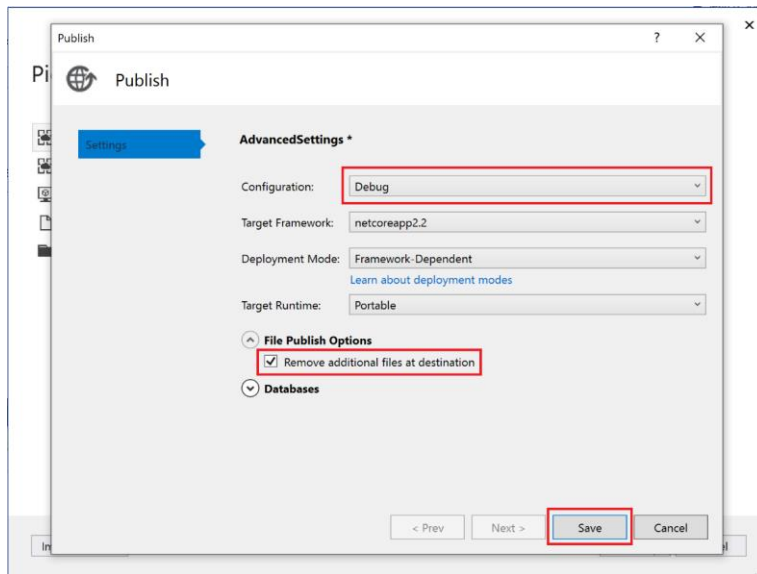 Publish
?
Publish
Pi
Settings
AdvancedSettings *
Configuration: Debug
Target Framework: netcoreapp2.2
Deployment Mode: Framework-Dependent
Learn about deployment modes
Target Runtime: Portable
File Publish Options
Remove additional files at destination
Databases
< Prev Next > Save Cancel